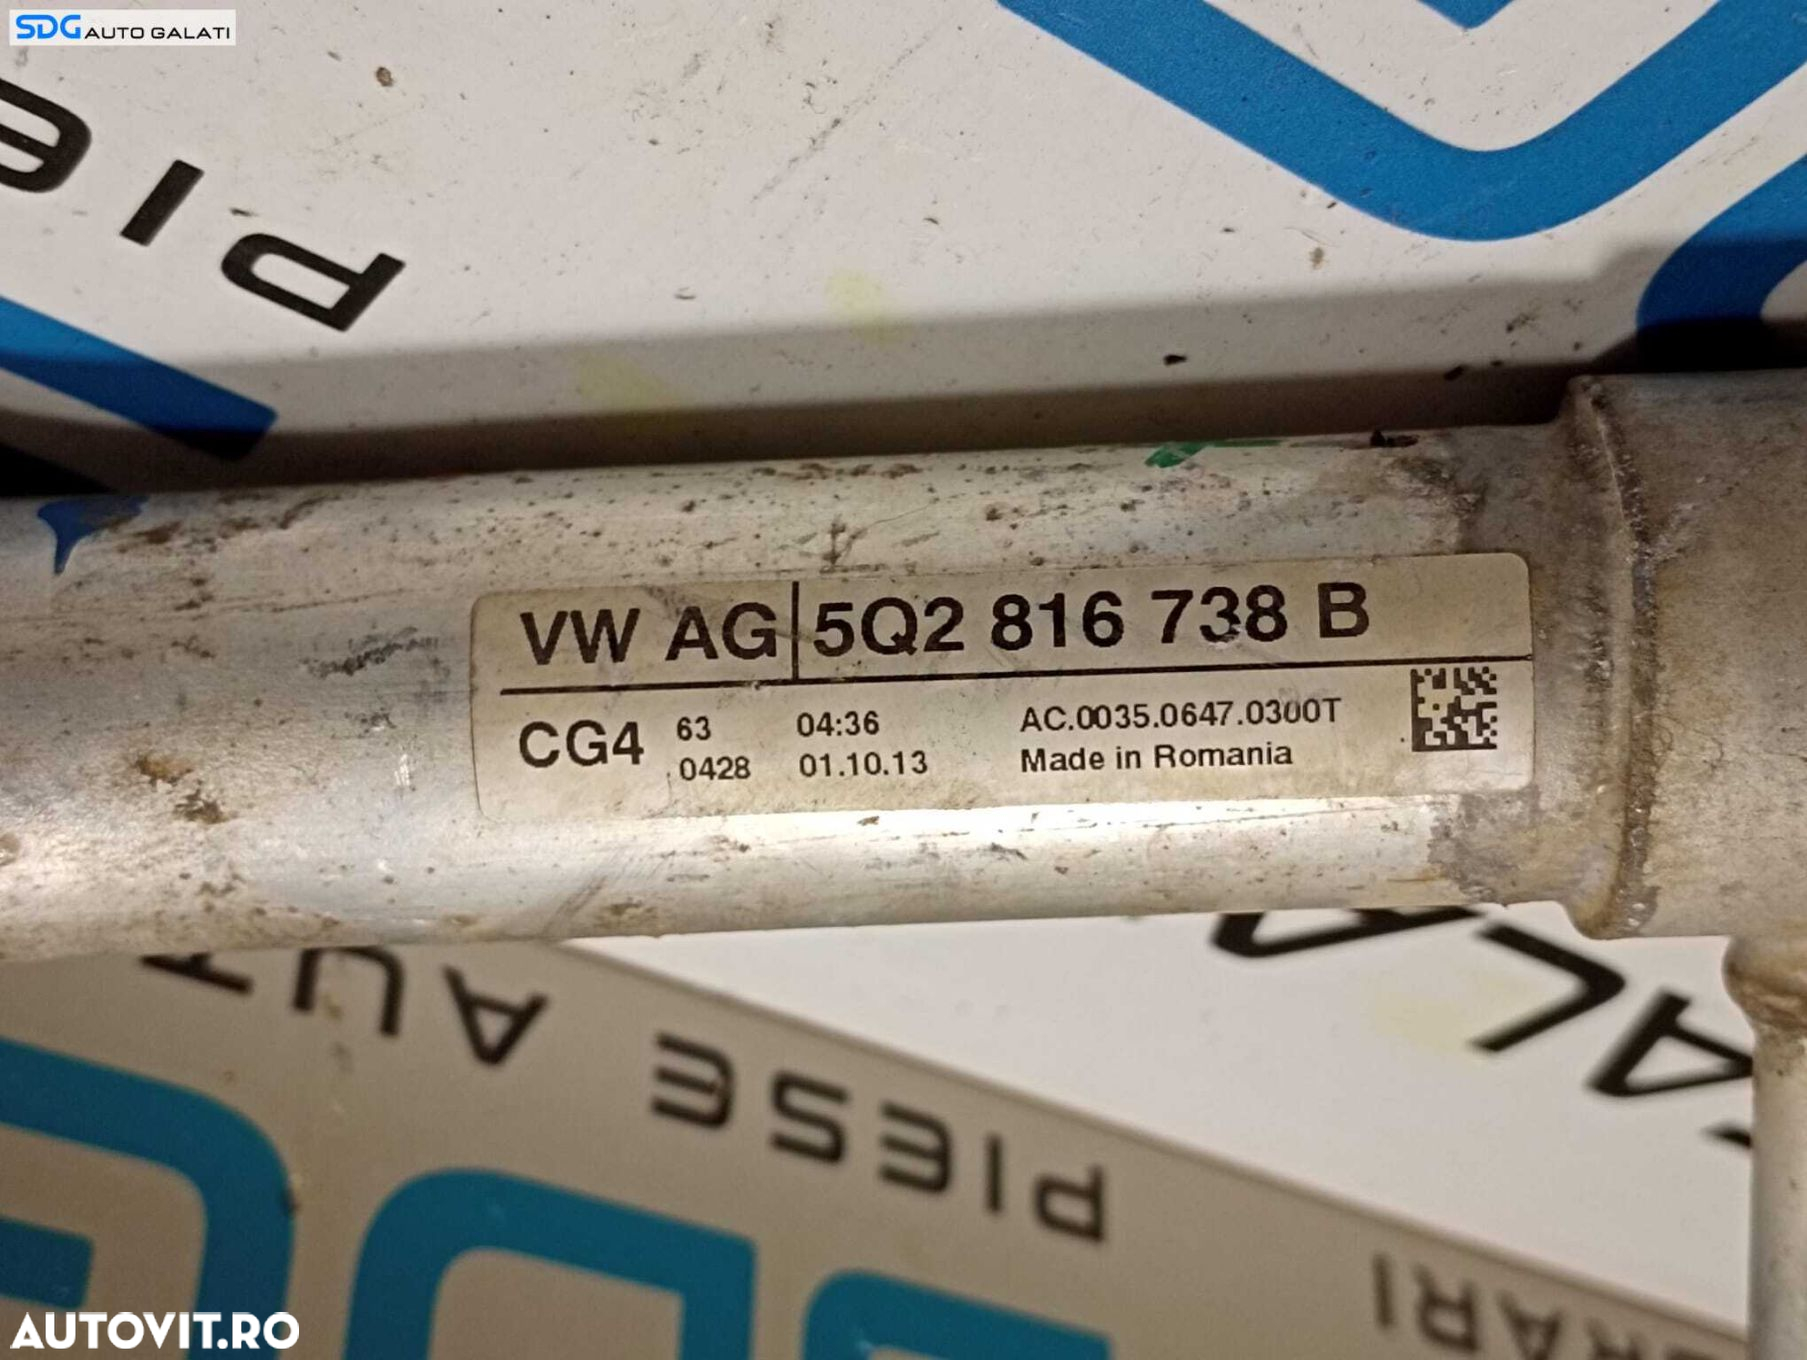 SDG AUTO GALATI
PIE
VW AG 5Q2 816 738 B
CG4 63 04:36 AC.0035.0647.0300T
0428 01.10.13 Made in Romania
PIESE AUT
AUTOVIT.RO